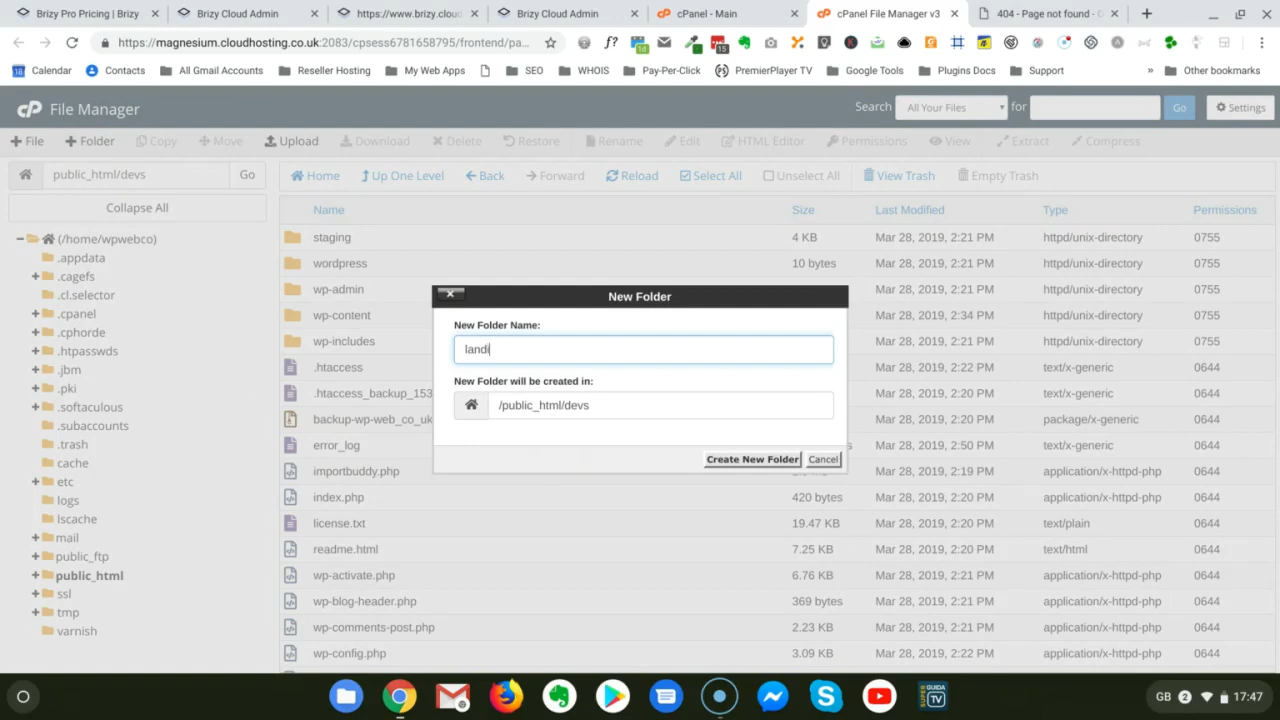 Brizy Pro Pricing | Brizy
Brizy Cloud Admin
https://www.brizy.cloud
Brizy Cloud Admin
cPanel - Main
cPanel File Manager v3
404 - Page not found - C
https://magnesium.cloudhosting.co.uk:2083/cpsess6781658795/frontend/pa...
Calendar
Contacts
All Gmail Accounts
Reseller Hosting
My Web Apps
SEO
WHOIS
Pay-Per-Click
PremierPlayer TV
Google Tools
Plugins Docs
Support
» Other bookmarks
cP File Manager
Search All Your Files for Go Settings
File
Folder
Copy
Move
Upload
Download
Delete
Restore
Rename
Edit
HTML Editor
Permissions
View
Extract
Compress
public_html/devs Go
Home
Up One Level
Back
Forward
Reload
Select All
Unselect All
View Trash
Empty Trash
Collapse All
(/home/wpwebco)
.appdata
.cagefs
.cl.selector
.cpanel
.cphorde
.htpasswds
.jbm
.pki
.softaculous
.subaccounts
.trash
cache
etc
logs
lscache
mail
public_ftp
public_html
ssl
tmp
varnish
Name Size Last Modified Type Permissions
staging 4 KB Mar 28, 2019, 2:21 PM httpd/unix-directory 0755
wordpress 10 bytes Mar 28, 2019, 2:21 PM httpd/unix-directory 0755
wp-admin Mar 28, 2019, 2:21 PM httpd/unix-directory 0755
wp-content Mar 28, 2019, 2:34 PM httpd/unix-directory 0755
wp-includes Mar 28, 2019, 2:21 PM httpd/unix-directory 0755
.htaccess Mar 28, 2019, 2:21 PM text/x-generic 0644
.htaccess_backup_153 Mar 28, 2019, 2:21 PM text/x-generic 0644
backup-wp-web_co_uk Mar 28, 2019, 2:20 PM package/x-generic 0644
error_log Mar 28, 2019, 2:50 PM text/x-generic 0644
importbuddy.php Mar 28, 2019, 2:19 PM application/x-httpd-php 0644
index.php 420 bytes Mar 28, 2019, 2:20 PM application/x-httpd-php 0644
license.txt 19.47 KB Mar 28, 2019, 2:20 PM text/plain 0644
readme.html 7.25 KB Mar 28, 2019, 2:20 PM text/html 0644
wp-activate.php 6.76 KB Mar 28, 2019, 2:21 PM application/x-httpd-php 0644
wp-blog-header.php 369 bytes Mar 28, 2019, 2:21 PM application/x-httpd-php 0644
wp-comments-post.php 2.23 KB Mar 28, 2019, 2:21 PM application/x-httpd-php 0644
wp-config.php 3.09 KB Mar 28, 2019, 2:22 PM application/x-httpd-php 0644
New Folder
New Folder Name:
landi
New Folder will be created in:
/public_html/devs
Create New Folder Cancel
SUPER GUIDA TV
GB 2 17:47